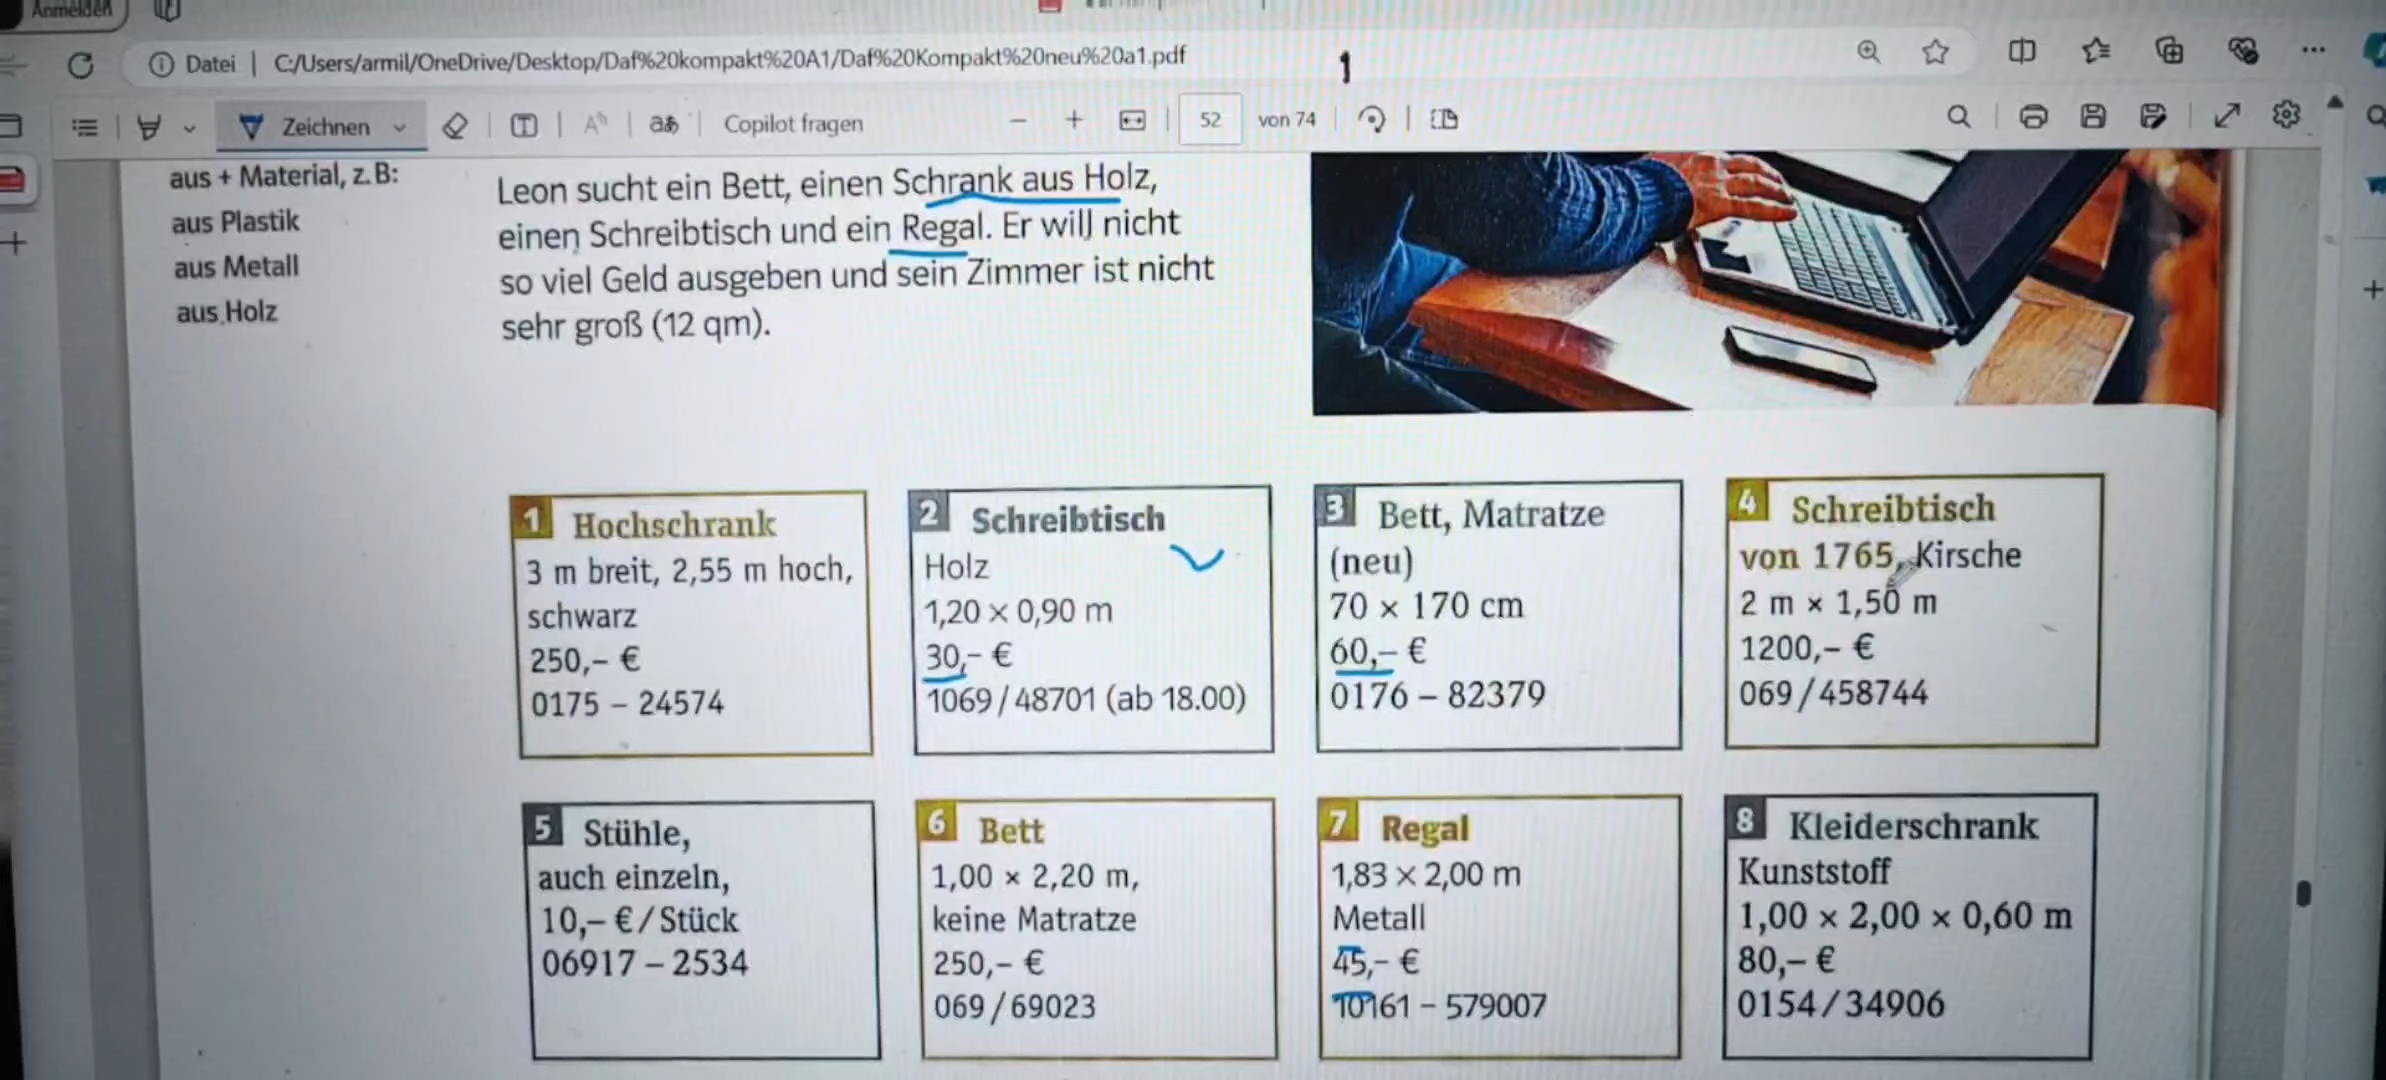 Anmelden
Datei | C:/Users/armil/OneDrive/Desktop/Daf%20kompakt%20A1/Daf%20Kompakt%20neu%20a1.pdf
1
Zeichnen
Copilot fragen
52 von 74
aus + Material, z. B:
aus Plastik
aus Metall
aus Holz
Leon sucht ein Bett, einen Schrank aus Holz,
einen Schreibtisch und ein Regal. Er will nicht
so viel Geld ausgeben und sein Zimmer ist nicht
sehr groß (12 qm).
1 Hochschrank
3 m breit, 2,55 m hoch,
schwarz
250,– €
0175 – 24574
2 Schreibtisch
Holz
1,20 × 0,90 m
30,– €
1069 / 48701 (ab 18.00)
3 Bett, Matratze
(neu)
70 × 170 cm
60,– €
0176 – 82379
4 Schreibtisch
von 1765, Kirsche
2 m × 1,50 m
1200,– €
069 / 458744
5 Stühle,
auch einzeln,
10,– € / Stück
06917 – 2534
6 Bett
1,00 × 2,20 m,
keine Matratze
250,– €
069 / 69023
7 Regal
1,83 × 2,00 m
Metall
45,– €
10161 – 579007
8 Kleiderschrank
Kunststoff
1,00 × 2,00 × 0,60 m
80,– €
0154 / 34906